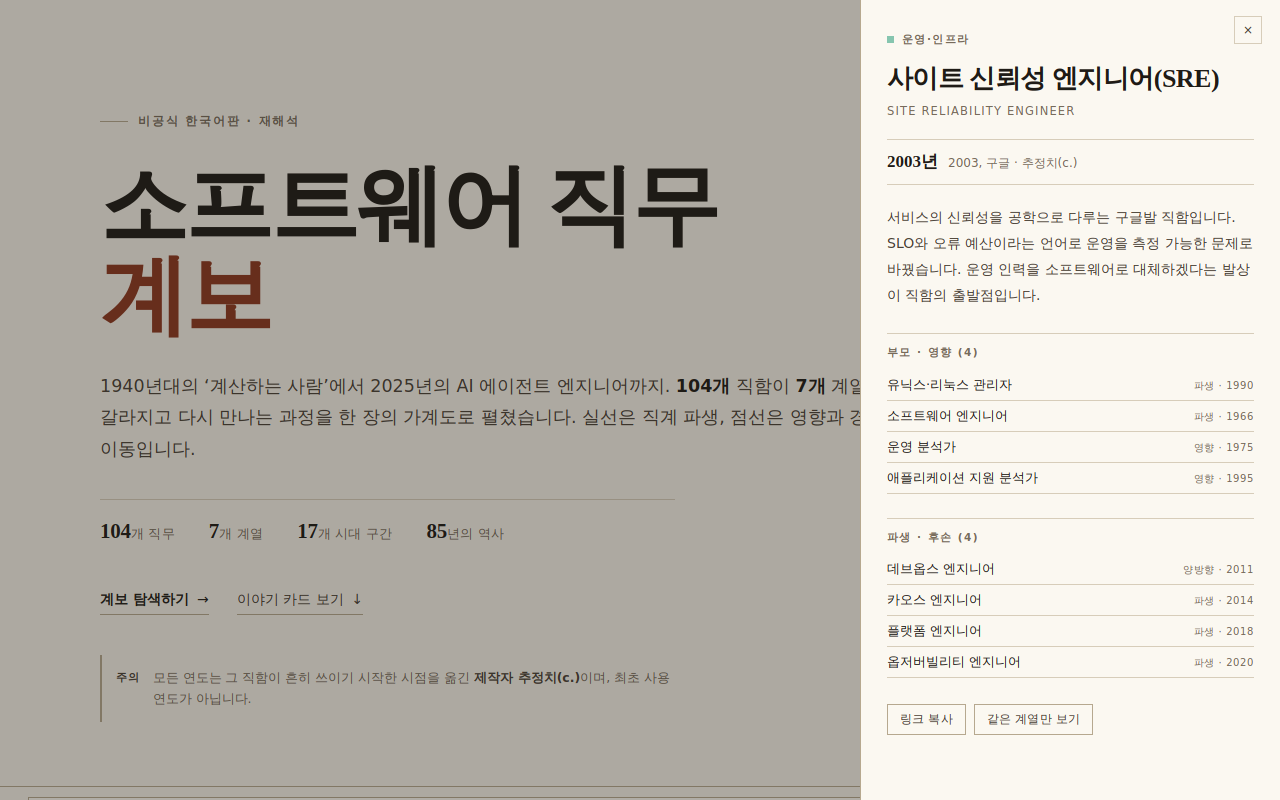 비공식 한국어판 · 재해석
소프트웨어 직무
계보
1940년대의 ‘계산하는 사람’에서 2025년의 AI 에이전트 엔지니어까지. 104개 직함이 7개 계열
갈라지고 다시 만나는 과정을 한 장의 가계도로 펼쳤습니다. 실선은 직계 파생, 점선은 영향과 경
이동입니다.
104개 직무 7개 계열 17개 시대 구간 85년의 역사
계보 탐색하기 → 이야기 카드 보기 ↓
주의 모든 연도는 그 직함이 흔히 쓰이기 시작한 시점을 옮긴 제작자 추정치(c.)이며, 최초 사용
연도가 아닙니다.
×
운영·인프라
사이트 신뢰성 엔지니어(SRE)
SITE RELIABILITY ENGINEER
2003년 2003, 구글 · 추정치(c.)
서비스의 신뢰성을 공학으로 다루는 구글발 직함입니다.
SLO와 오류 예산이라는 언어로 운영을 측정 가능한 문제로
바꿨습니다. 운영 인력을 소프트웨어로 대체하겠다는 발상
이 직함의 출발점입니다.
부모 · 영향 (4)
유닉스·리눅스 관리자 파생 · 1990
소프트웨어 엔지니어 파생 · 1966
운영 분석가 영향 · 1975
애플리케이션 지원 분석가 영향 · 1995
파생 · 후손 (4)
데브옵스 엔지니어 양방향 · 2011
카오스 엔지니어 파생 · 2014
플랫폼 엔지니어 파생 · 2018
옵저버빌리티 엔지니어 파생 · 2020
링크 복사 같은 계열만 보기